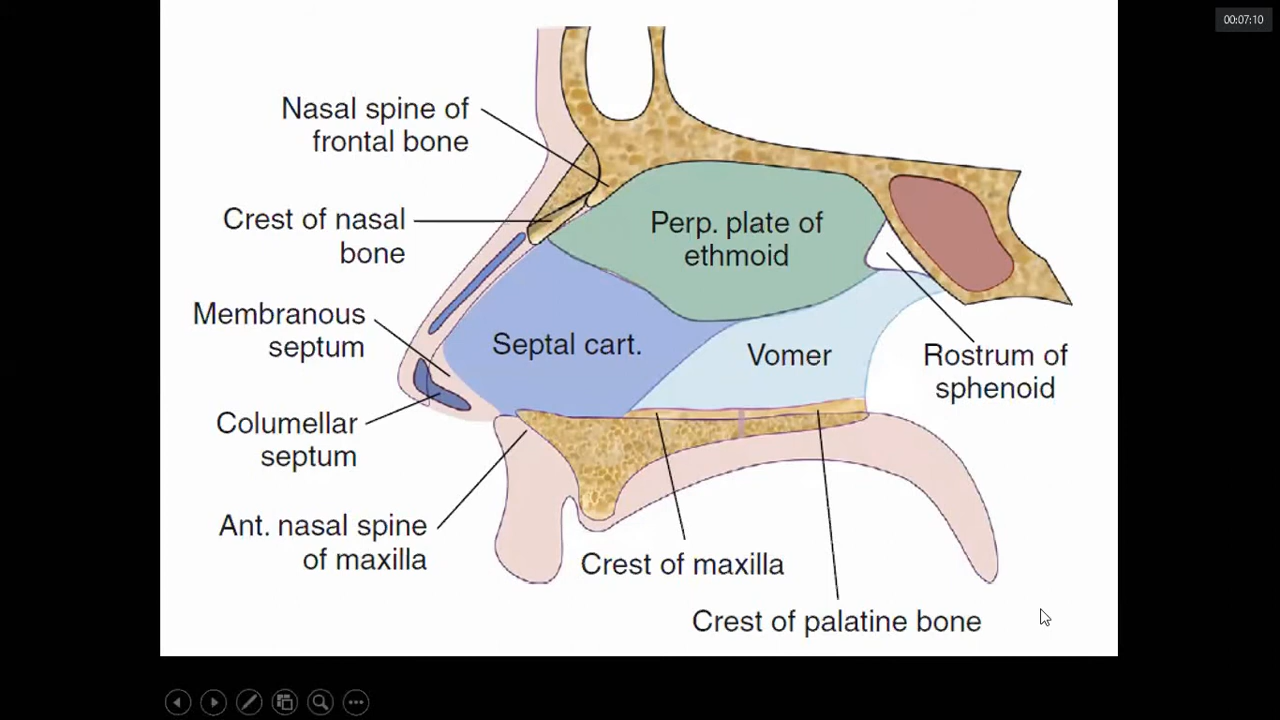 00:07:10
Nasal spine of
frontal bone
Crest of nasal
bone
Perp. plate of
ethmoid
Membranous
septum
Septal cart.
Vomer
Rostrum of
sphenoid
Columellar
septum
Ant. nasal spine
of maxilla
Crest of maxilla
Crest of palatine bone